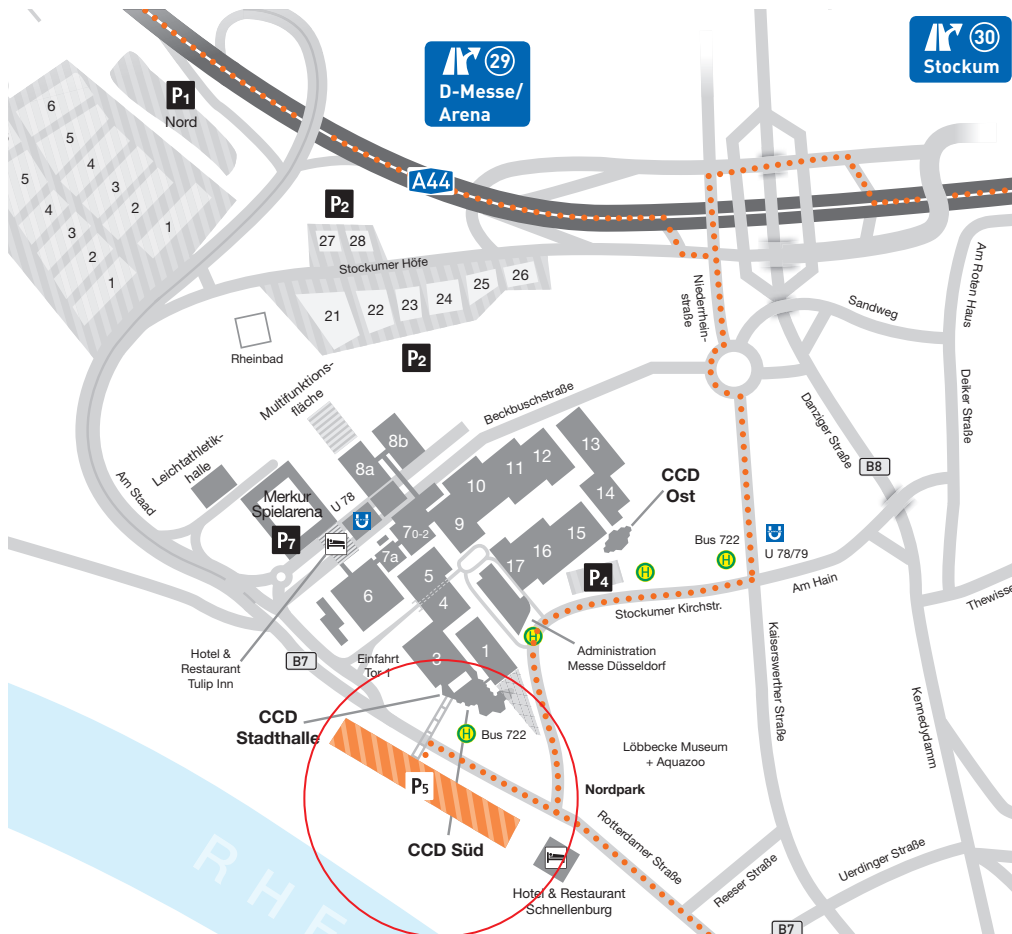 29
D-Messe/
Arena
30
Stockum
A44
P1
Nord
6
5
4
3
2
1
5
4
3
2
1
P2
27
28
Stockumer Höfe
21
22
23
24
25
26
P2
Rheinbad
Niederrhein-
straße
Sandweg
Am Roten Haus
Deiker Straße
Danziger Straße
B8
Beckbuschstraße
Multifunktions-
fläche
Leichtathletik-
halle
Am Staad
Merkur
Spielarena
U 78
P7
8a
8b
70-2
7a
9
10
11
12
13
14
15
16
17
6
5
4
3
1
CCD
Ost
P4
H
H
Bus 722
U 78/79
Am Hain
Stockumer Kirchstr.
Thewisse
H
Administration
Messe Düsseldorf
Kaiserswerther Straße
Kennedydamm
Hotel &
Restaurant
Tulip Inn
B7
Einfahrt
Tor 1
CCD
Stadthalle
H
Bus 722
P5
CCD Süd
Löbbecke Museum
+ Aquazoo
Nordpark
Rotterdamer Straße
Reeser Straße
Uerdinger Straße
Hotel & Restaurant
Schnellenburg
B7
RHE